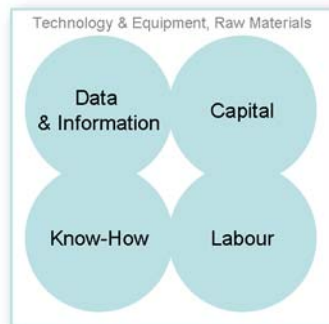 Technology & Equipment, Raw Materials
Data
& Information
Capital
Know-How
Labour